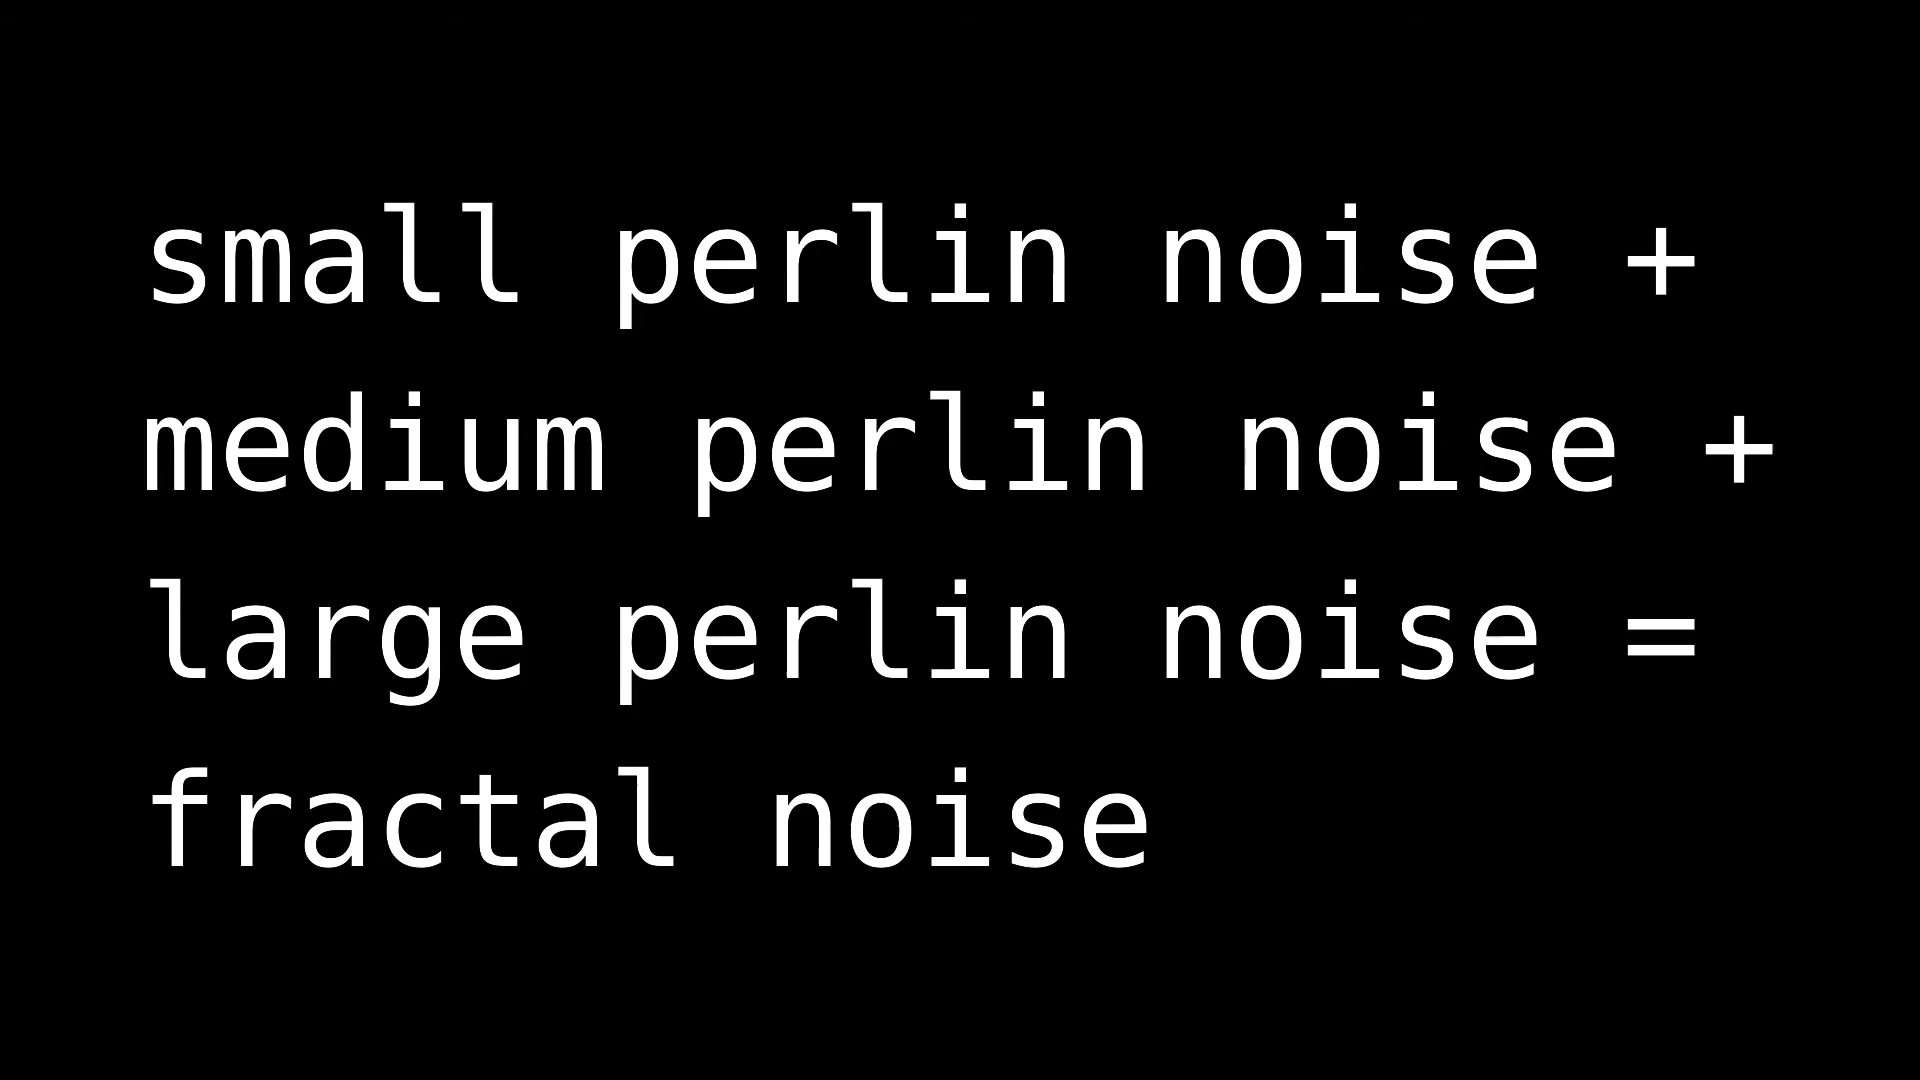 small perlin noise +
medium perlin noise +
large perlin noise =
fractal noise